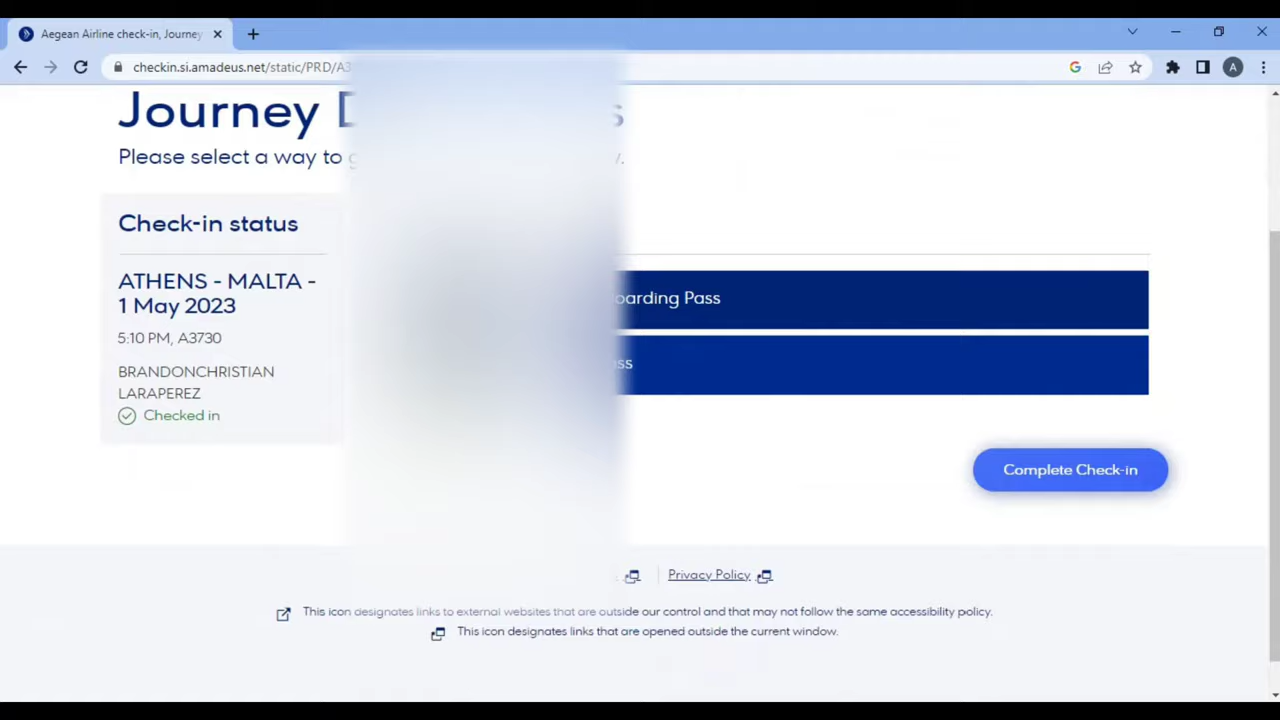 Aegean Airline check-in, Journey
checkin.si.amadeus.net/static/PRD/A3
A
Journey
Please select a way to
Check-in status
ATHENS - MALTA -
1 May 2023
5:10 PM, A3730
BRANDONCHRISTIAN
LARAPEREZ
Checked in
oarding Pass
Complete Check-in
Privacy Policy
This icon designates links to external websites that are outside our control and that may not follow the same accessibility policy.
This icon designates links that are opened outside the current window.